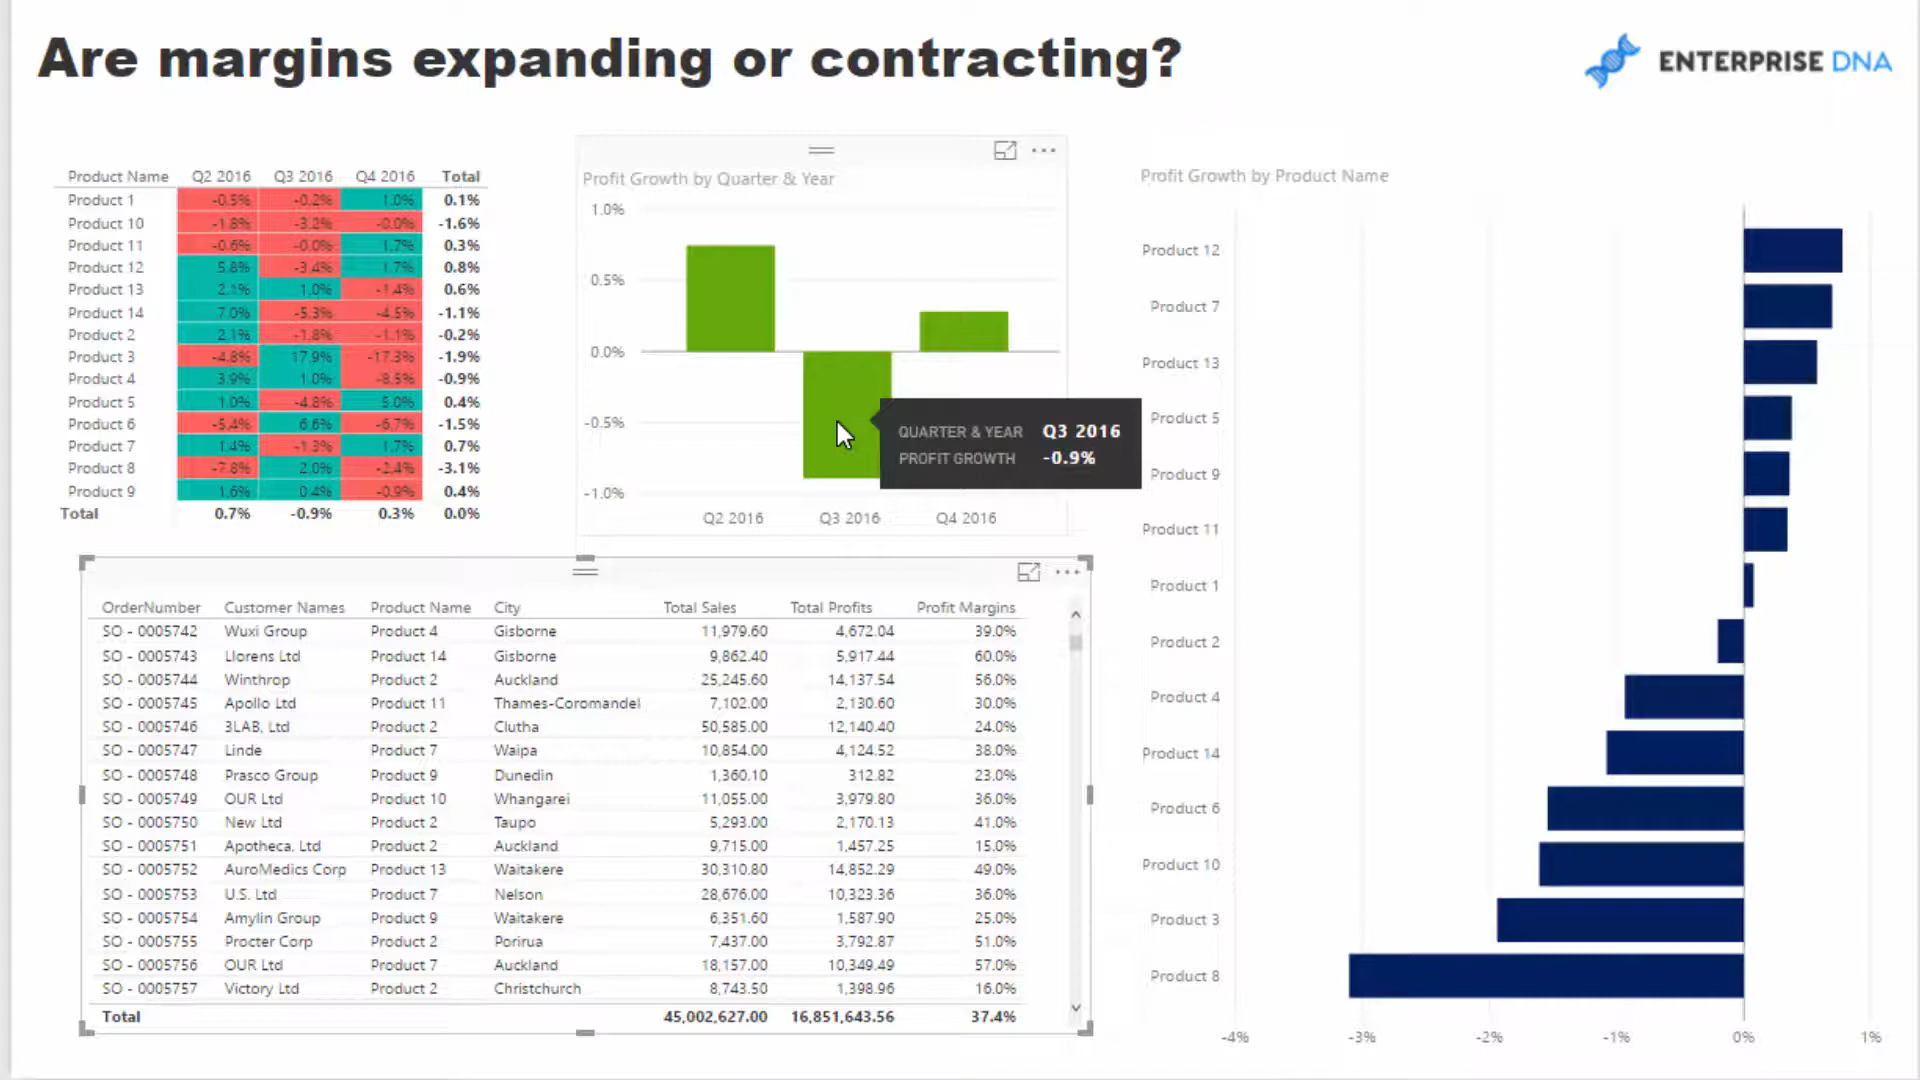 Are margins expanding or contracting?
ENTERPRISE DNA
Product Name Q2 2016 Q3 2016 Q4 2016 Total
Product 1 -0.5% -0.2% 1.0% 0.1%
Product 10 -1.8% -3.2% -0.0% -1.6%
Product 11 -0.6% -0.0% 1.7% 0.3%
Product 12 5.8% -3.4% 1.7% 0.8%
Product 13 2.1% 1.0% -1.4% 0.6%
Product 14 7.0% -5.3% -4.5% -1.1%
Product 2 2.1% -1.8% -1.1% -0.2%
Product 3 -4.8% 17.9% -17.3% -1.9%
Product 4 3.9% 1.0% -8.5% -0.9%
Product 5 1.0% -4.8% 5.0% 0.4%
Product 6 -5.4% 6.6% -6.7% -1.5%
Product 7 1.4% -1.3% 1.7% 0.7%
Product 8 -7.8% 2.0% -2.4% -3.1%
Product 9 1.6% 0.4% -0.9% 0.4%
Total 0.7% -0.9% 0.3% 0.0%
Profit Growth by Quarter & Year
1.0%
0.5%
0.0%
-0.5%
-1.0%
Q2 2016 Q3 2016 Q4 2016
QUARTER & YEAR Q3 2016
PROFIT GROWTH -0.9%
OrderNumber Customer Names Product Name City Total Sales Total Profits Profit Margins
SO - 0005742 Wuxi Group Product 4 Gisborne 11,979.60 4,672.04 39.0%
SO - 0005743 Llorens Ltd Product 14 Gisborne 9,862.40 5,917.44 60.0%
SO - 0005744 Winthrop Product 2 Auckland 25,245.60 14,137.54 56.0%
SO - 0005745 Apollo Ltd Product 11 Thames-Coromandel 7,102.00 2,130.60 30.0%
SO - 0005746 3LAB, Ltd Product 2 Clutha 50,585.00 12,140.40 24.0%
SO - 0005747 Linde Product 7 Waipa 10,854.00 4,124.52 38.0%
SO - 0005748 Prasco Group Product 9 Dunedin 1,360.10 312.82 23.0%
SO - 0005749 OUR Ltd Product 10 Whangarei 11,055.00 3,979.80 36.0%
SO - 0005750 New Ltd Product 2 Taupo 5,293.00 2,170.13 41.0%
SO - 0005751 Apotheca, Ltd Product 2 Auckland 9,715.00 1,457.25 15.0%
SO - 0005752 AuroMedics Corp Product 13 Waitakere 30,310.80 14,852.29 49.0%
SO - 0005753 U.S. Ltd Product 7 Nelson 28,676.00 10,323.36 36.0%
SO - 0005754 Amylin Group Product 9 Waitakere 6,351.60 1,587.90 25.0%
SO - 0005755 Procter Corp Product 2 Porirua 7,437.00 3,792.87 51.0%
SO - 0005756 OUR Ltd Product 7 Auckland 18,157.00 10,349.49 57.0%
SO - 0005757 Victory Ltd Product 2 Christchurch 8,743.50 1,398.96 16.0%
Total 45,002,627.00 16,851,643.56 37.4%
Profit Growth by Product Name
Product 12
Product 7
Product 13
Product 5
Product 9
Product 11
Product 1
Product 2
Product 4
Product 14
Product 6
Product 10
Product 3
Product 8
-4% -3% -2% -1% 0% 1%